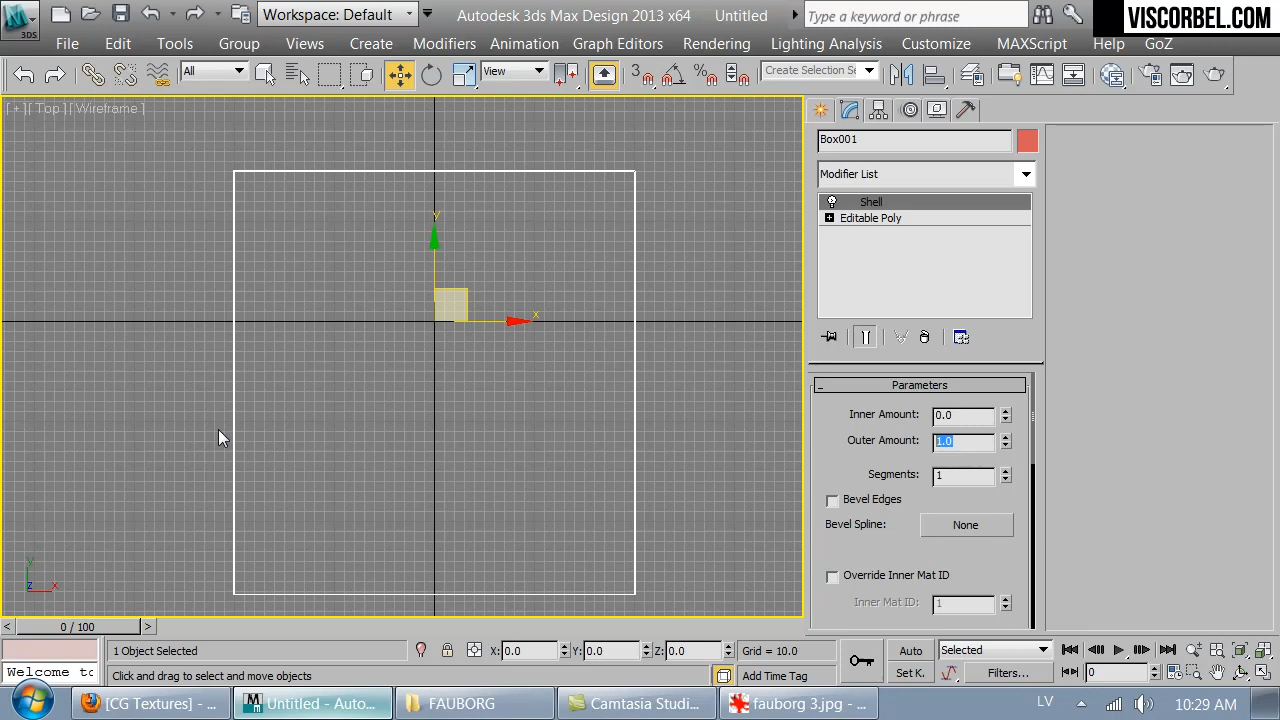 Workspace: Default
Autodesk 3ds Max Design 2013 x64
Untitled
Type a keyword or phrase
VISCORBEL.COM
3DS
File
Edit
Tools
Group
Views
Create
Modifiers
Animation
Graph Editors
Rendering
Lighting Analysis
Customize
MAXScript
Help
GoZ
All
View
3
Create Selection Se
[ + ] [ Top ] [ Wireframe ]
Box001
Modifier List
Shell
Editable Poly
y
x
Parameters
Inner Amount: 0.0
Outer Amount: 1.0
Segments: 1
Bevel Edges
Bevel Spline: None
Override Inner Mat ID
Inner Mat ID: 1
y
z
x
< 0 / 100 >
1 Object Selected
X: 0.0
Y: 0.0
Z: 0.0
Grid = 10.0
Auto
Selected
Welcome to
Click and drag to select and move objects
Add Time Tag
Set K.
Filters...
0
[CG Textures] - ...
Untitled - Auto...
FAUBORG
Camtasia Studi...
fauborg 3.jpg - ...
LV
10:29 AM